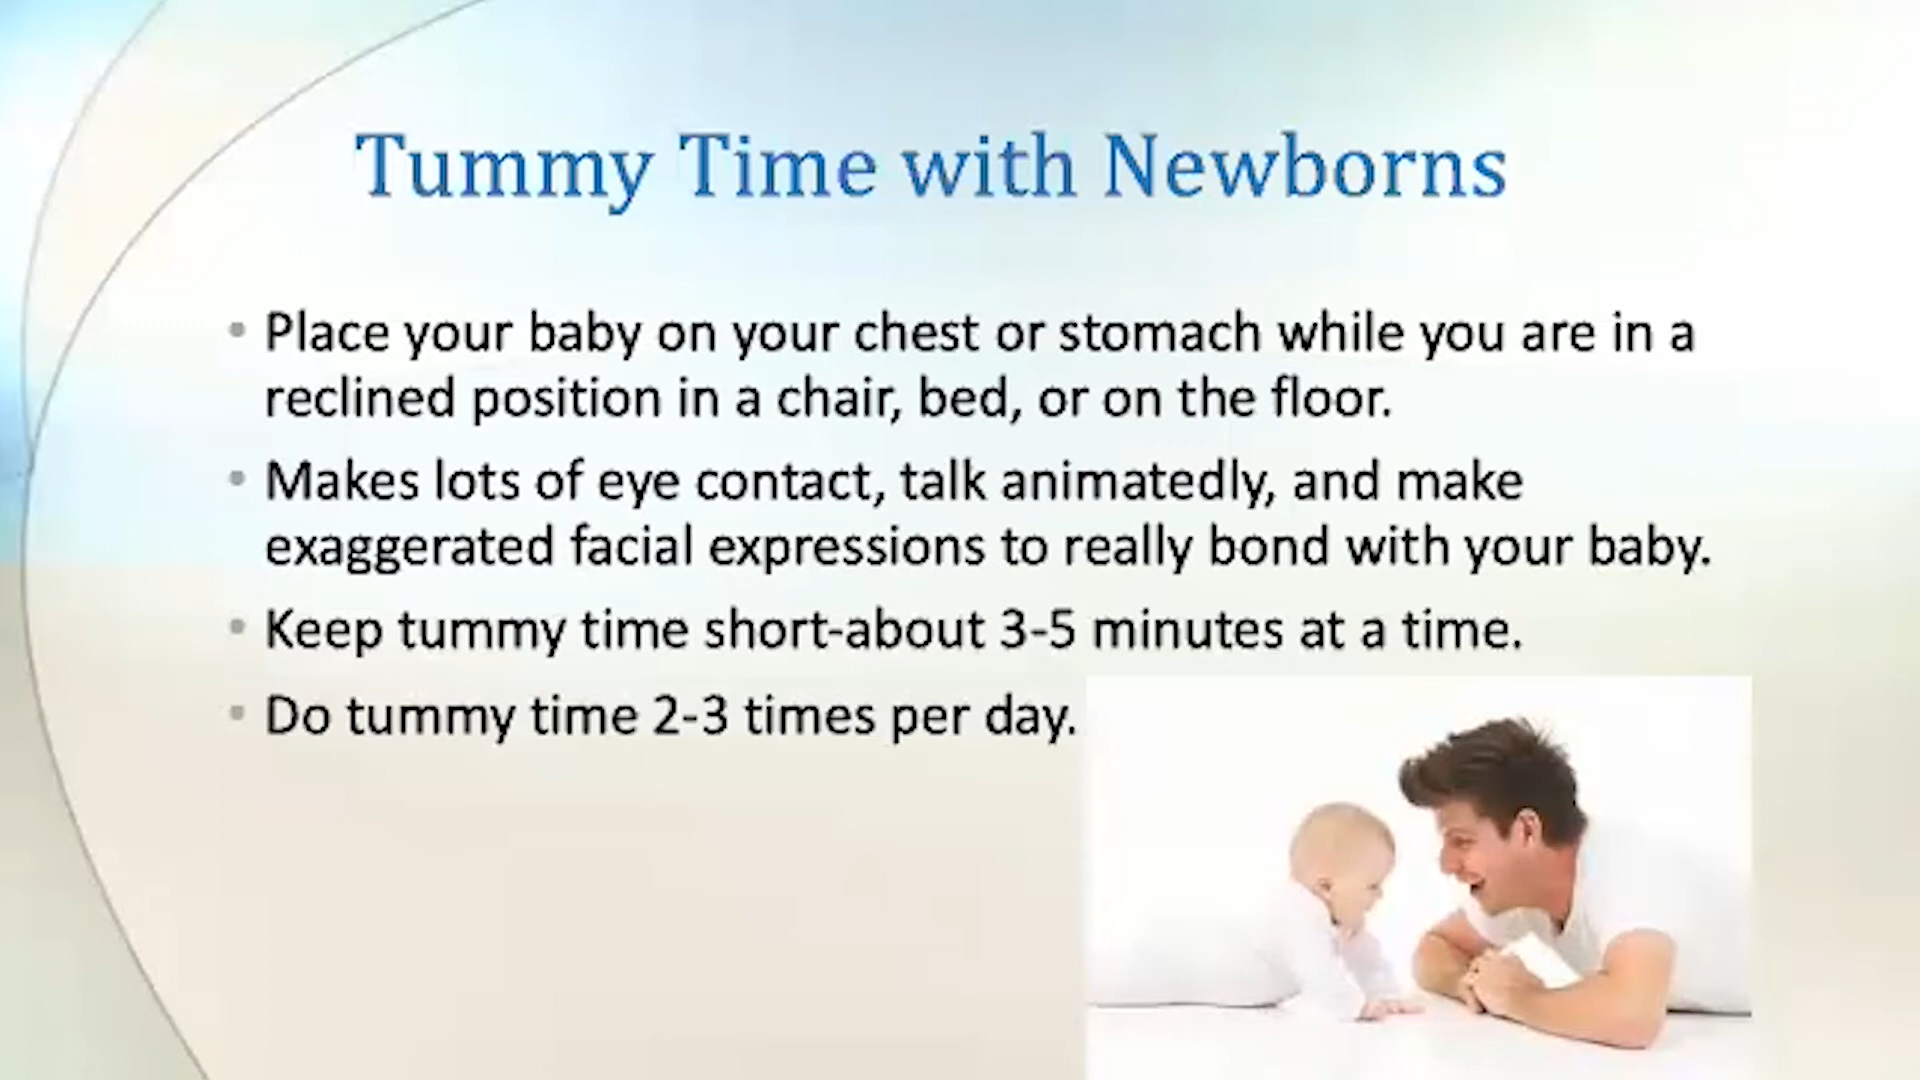 Tummy Time with Newborns
• Place your baby on your chest or stomach while you are in a
reclined position in a chair, bed, or on the floor.
• Makes lots of eye contact, talk animatedly, and make
exaggerated facial expressions to really bond with your baby.
• Keep tummy time short-about 3-5 minutes at a time.
• Do tummy time 2-3 times per day.